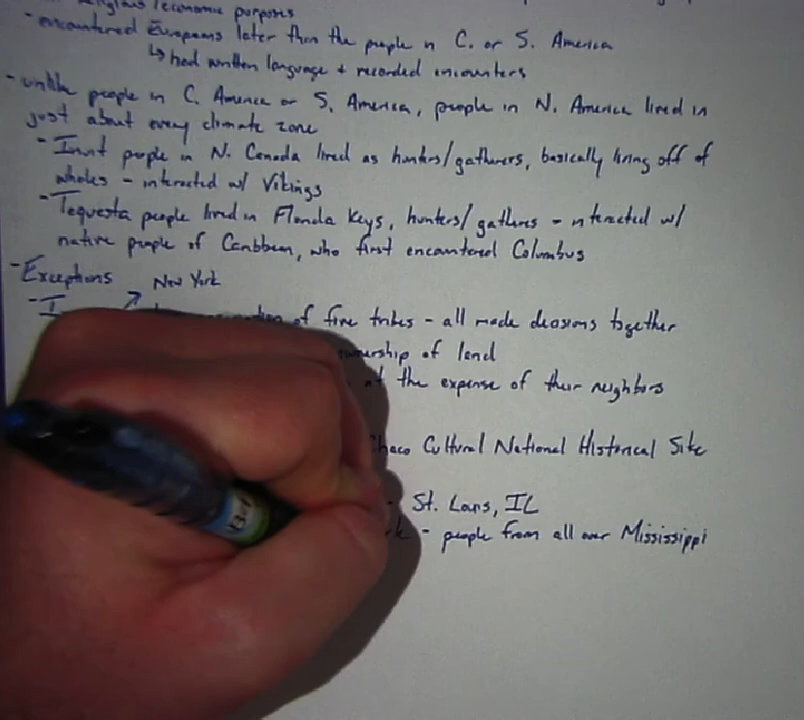 religious/economic purposes
- encountered Europeans later than the people in C. or S. America
↳ had written language + recorded encounters
- unlike people in C. America or S. America, people in N. America lived in
just about every climate zone
- Inuit people in N. Canada lived as hunters/gatherers, basically living off of
whales - interacted w/ Vikings
- Tequesta people lived in Florida Keys, hunters/gatherers - interacted w/
native people of Caribbean, who first encountered Columbus
- Exceptions New York
of five tribes - all made decisions together
ownership of land
at the expense of their neighbors
Chaco Cultural National Historical Site
- St. Louis, IL
- people from all over Mississippi